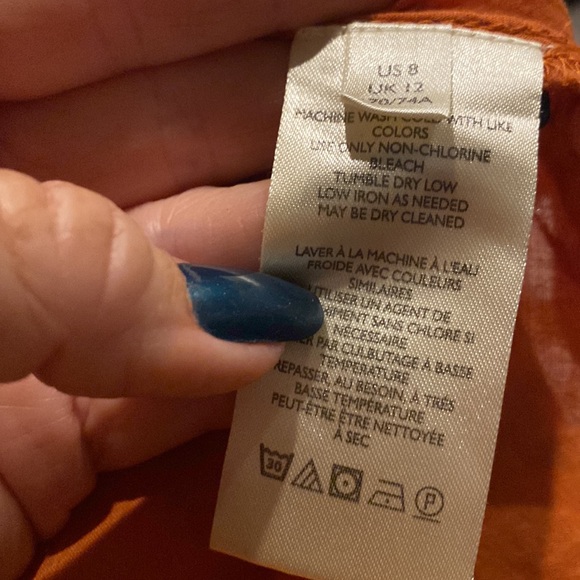 US 8
UK 12
70/74A
MACHINE WASH COLD WITH LIKE
COLORS
USE ONLY NON-CHLORINE
BLEACH
TUMBLE DRY LOW
LOW IRON AS NEEDED
MAY BE DRY CLEANED
LAVER À LA MACHINE À L'EAU
FROIDE AVEC COULEURS
SIMILAIRES
UTILISER UN AGENT DE
SANS CHLORE SI
NÉCESSAIRE
PAR CULBUTAGE À BASSE
TEMPÉRATURE
REPASSER, AU BESOIN, À TRÈS
BASSE TEMPÉRATURE
PEUT-ÊTRE ÊTRE NETTOYÉE
À SEC
30
P